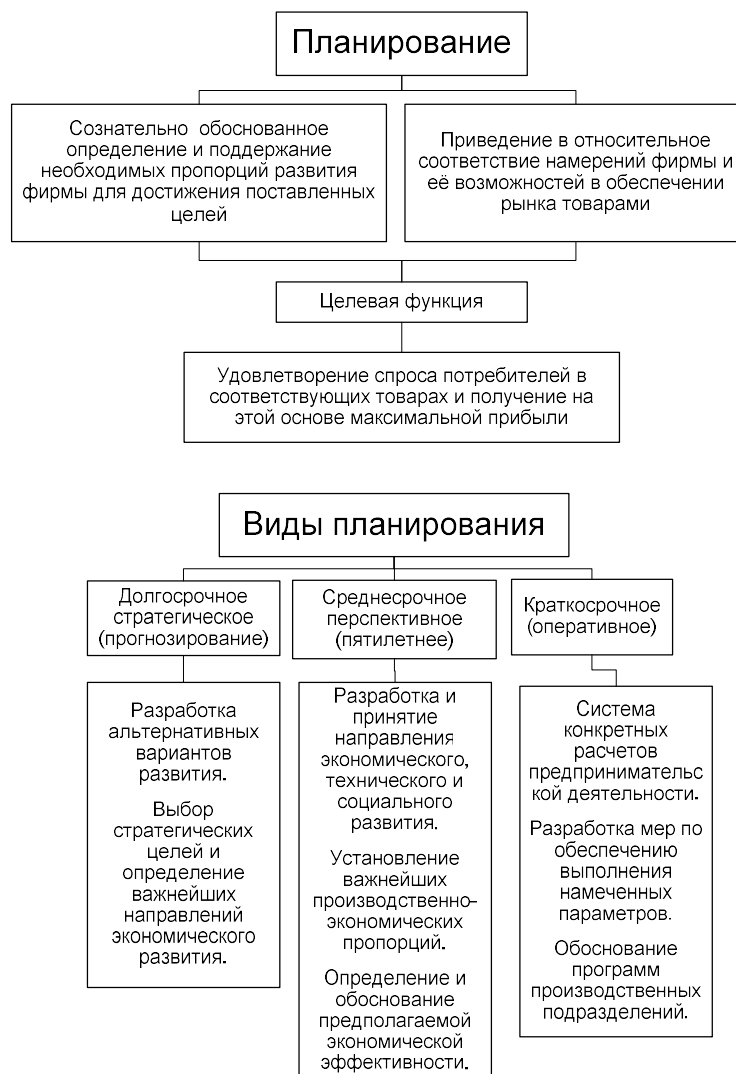 Планирование
Сознательно обоснованное
определение и поддержание
необходимых пропорций развития
фирмы для достижения поставленных
целей
Приведение в относительное
соответствие намерений фирмы и
её возможностей в обеспечении
рынка товарами
Целевая функция
Удовлетворение спроса потребителей в
соответствующих товарах и получение на
этой основе максимальной прибыли
Виды планирования
Долгосрочное
стратегическое
(прогнозирование)
Среднесрочное
перспективное
(пятилетнее)
Краткосрочное
(оперативное)
Разработка
альтернативных
вариантов
развития.
Выбор
стратегических
целей и
определение
важнейших
направлений
экономического
развития.
Разработка и
принятие
направления
экономического,
технического и
социального
развития.
Установление
важнейших
производственно-
экономических
пропорций.
Определение и
обоснование
предполагаемой
экономической
эффективности.
Система
конкретных
расчетов
предпринимательс
кой деятельности.
Разработка мер по
обеспечению
выполнения
намеченных
параметров.
Обоснование
программ
производственных
подразделений.